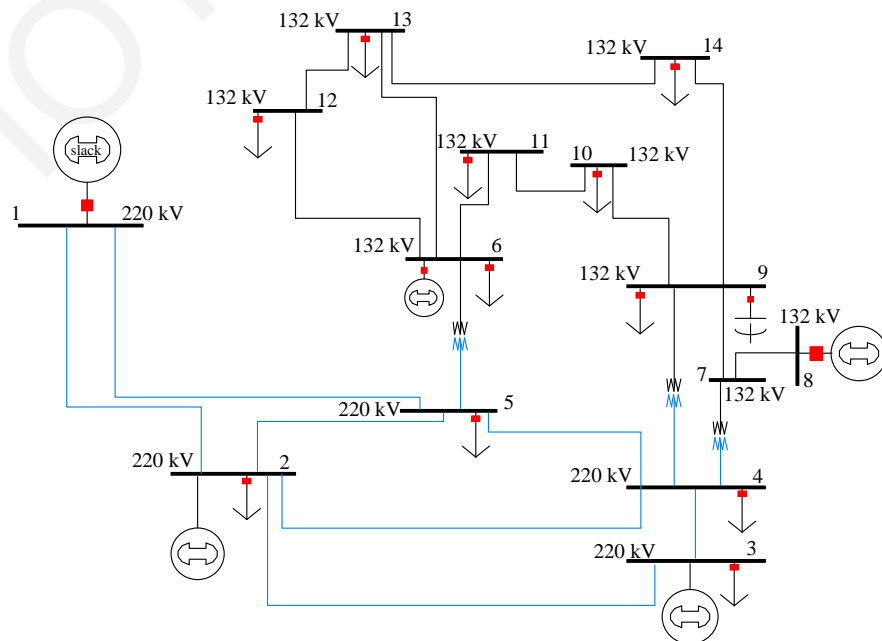 132 kV 13
132 kV 14
132 kV 12
slack
132 kV 11
10 132 kV
1 220 kV
132 kV 6
132 kV 9
132 kV
7 132 kV 8
220 kV 5
220 kV 2
220 kV 4
220 kV 3